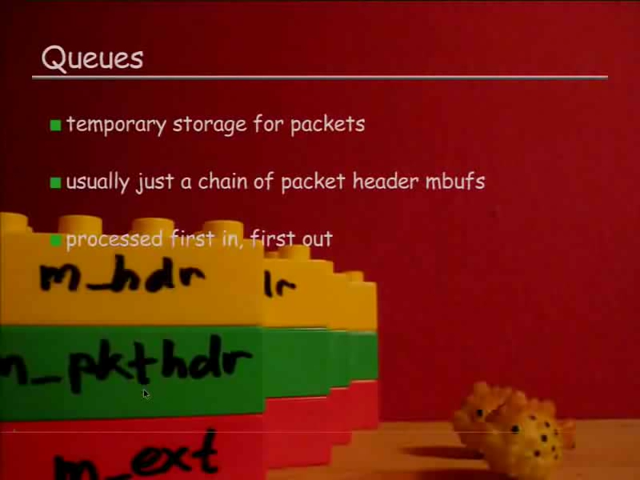 Queues
temporary storage for packets
usually just a chain of packet header mbufs
processed first in, first out
m_hdr
m_pkthdr
m_ext